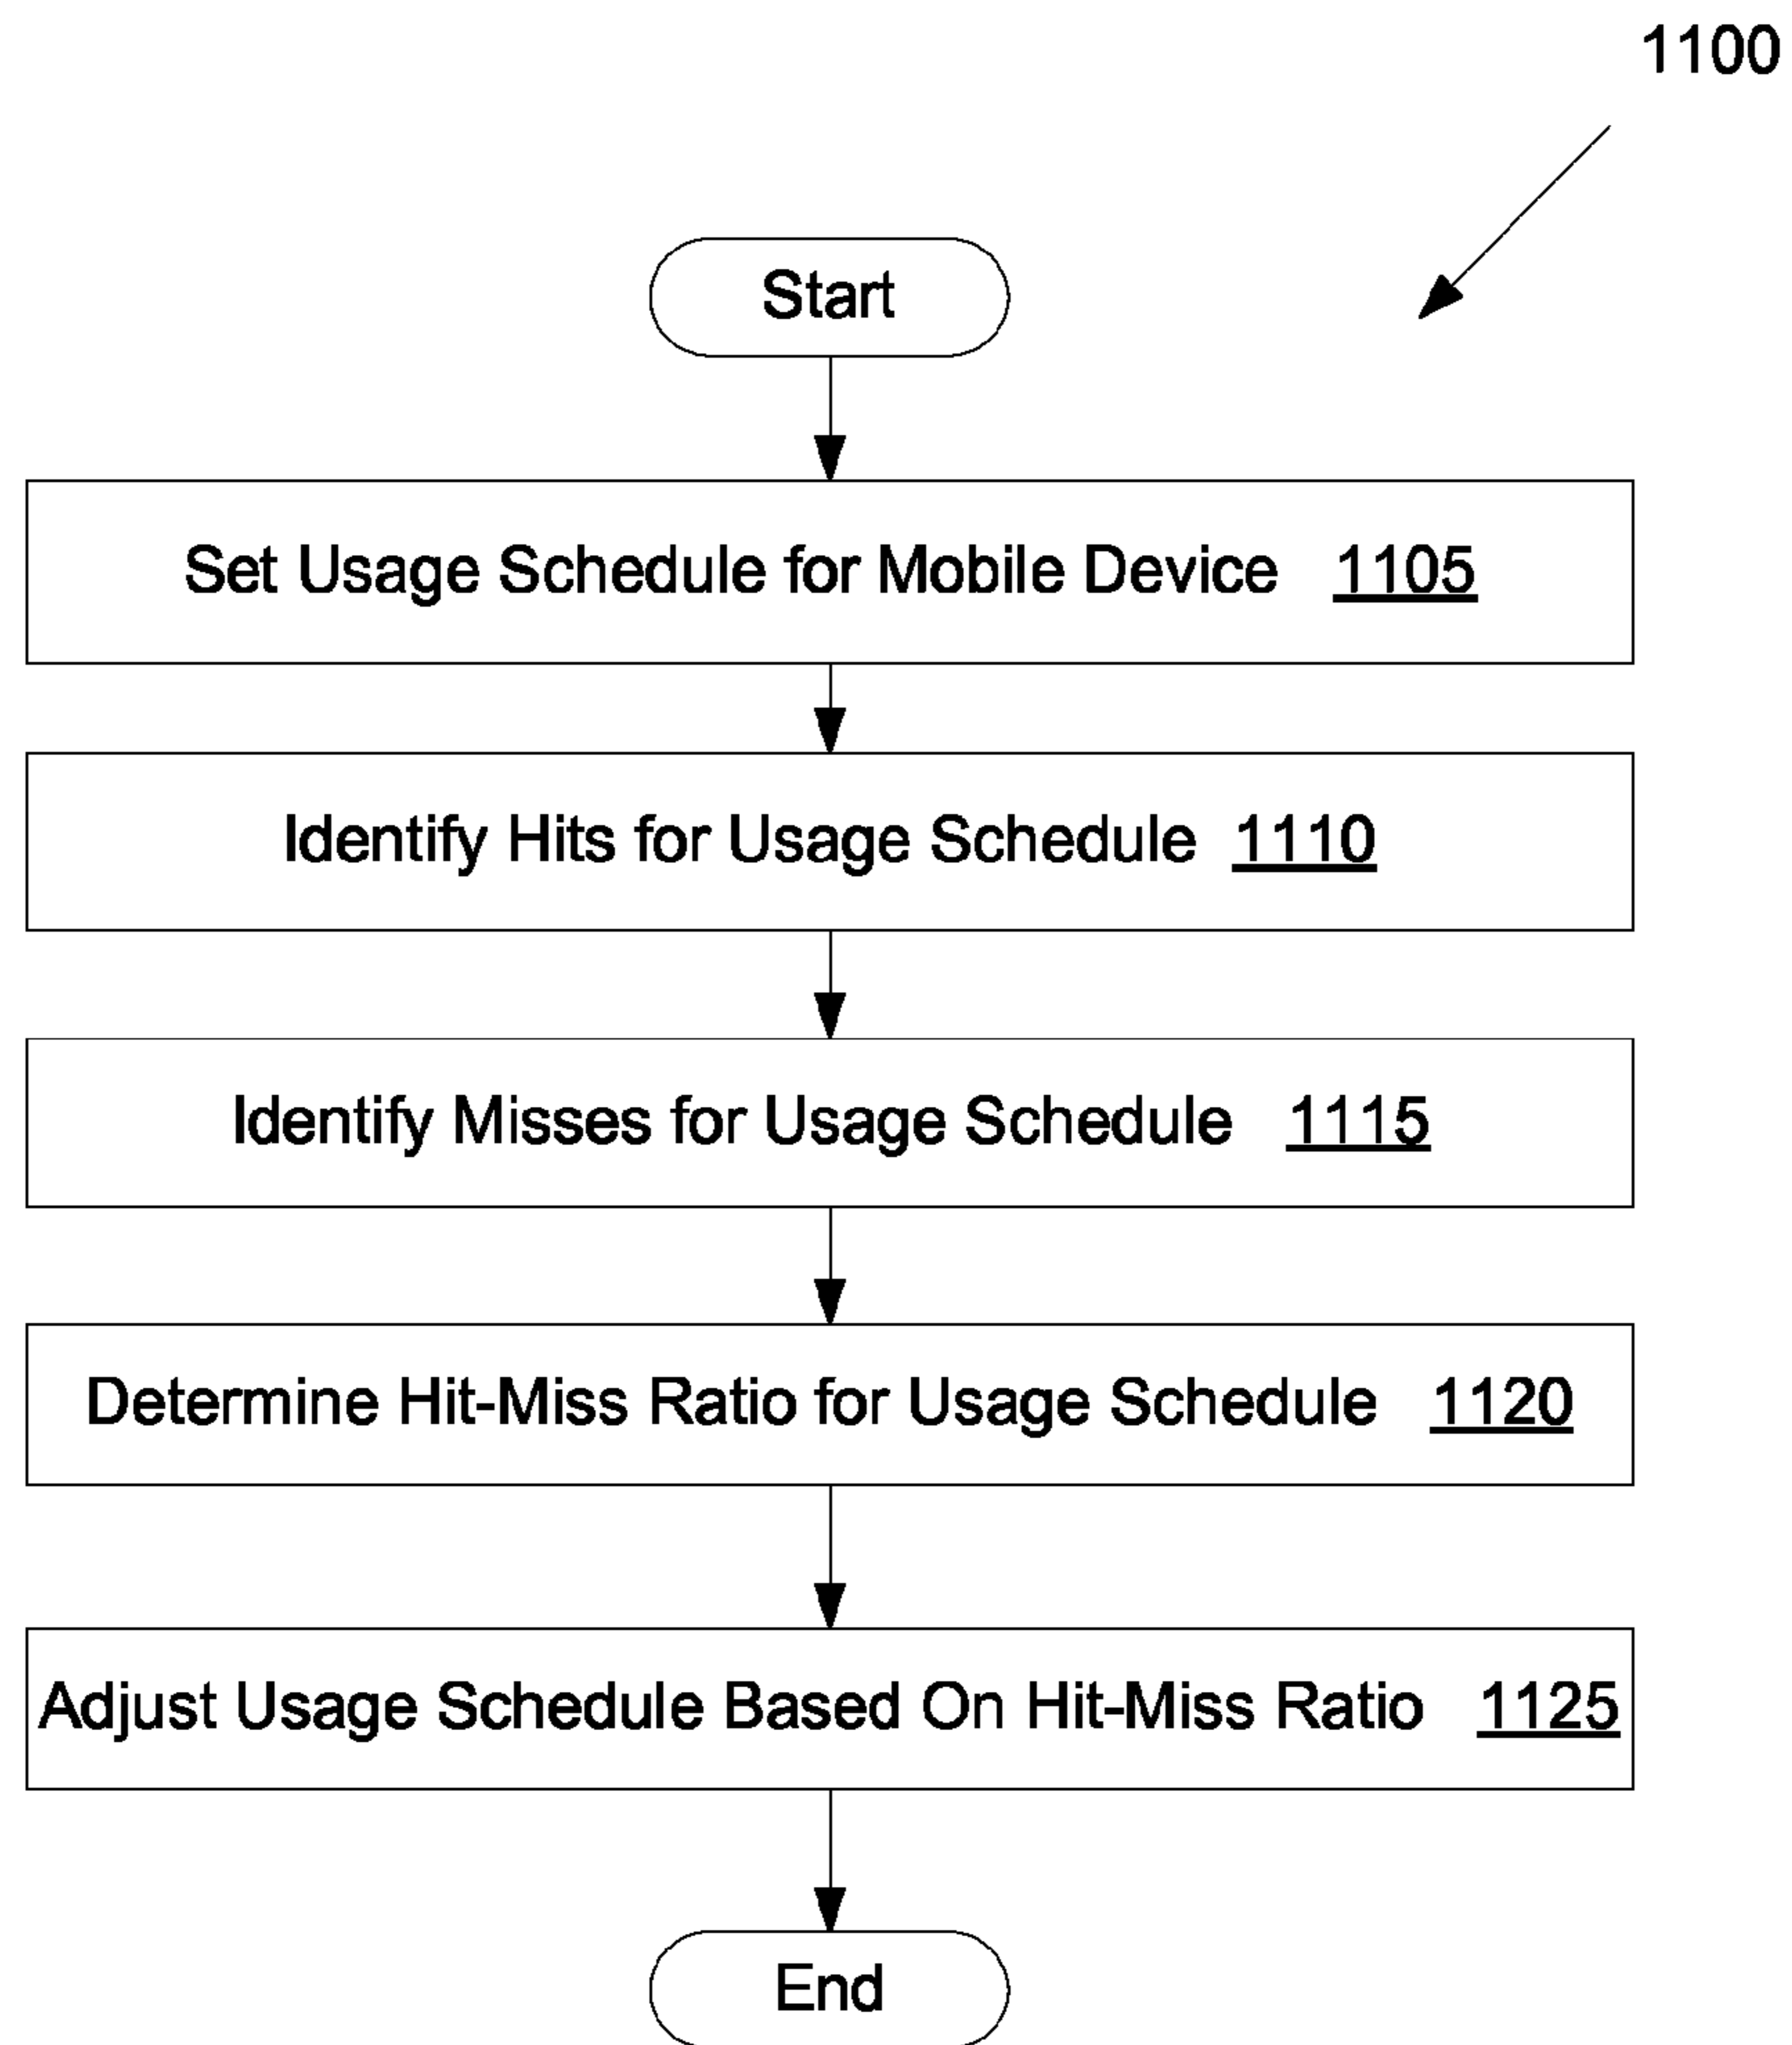 1100
Start
Set Usage Schedule for Mobile Device 1105
Identify Hits for Usage Schedule 1110
Identify Misses for Usage Schedule 1115
Determine Hit-Miss Ratio for Usage Schedule 1120
Adjust Usage Schedule Based On Hit-Miss Ratio 1125
End